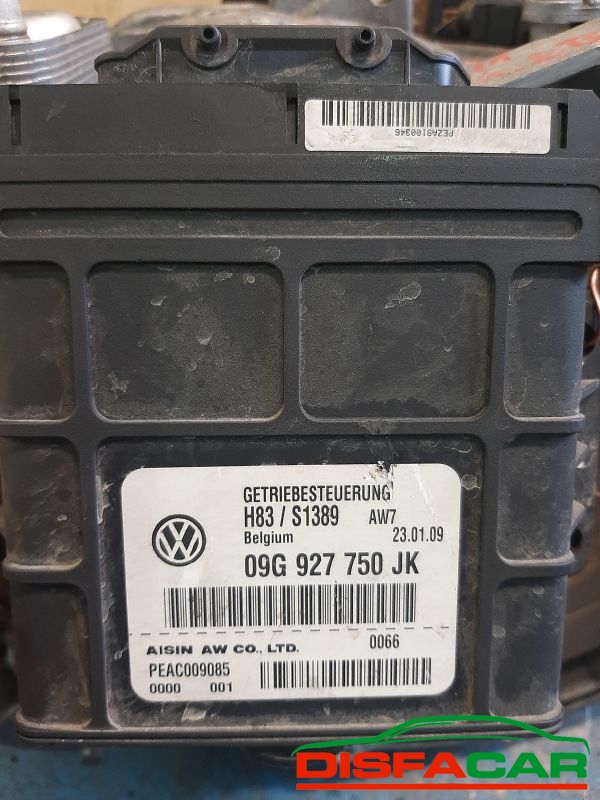 PEZA8100346
GETRIEBESTEUERUNG
H83 / S1389 AW7
Belgium 23.01.09
09G 927 750 JK
AISIN AW CO., LTD. 0066
PEAC009085
0000 001
DISFACAR